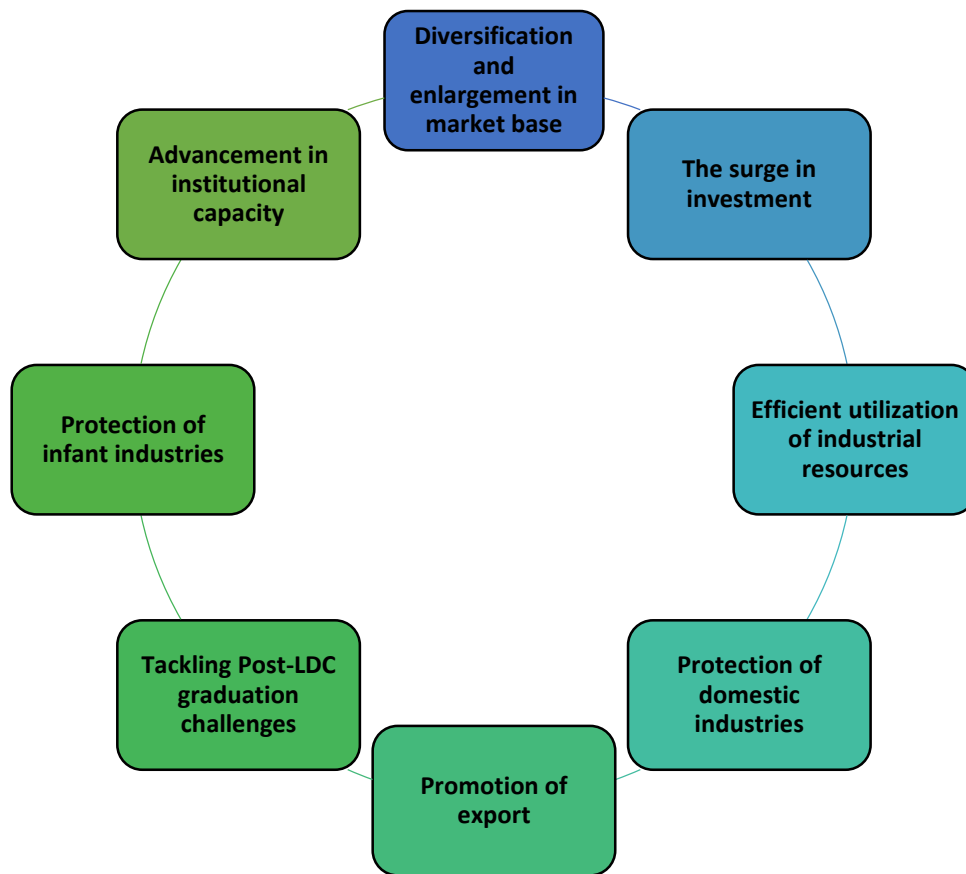 Diversification
and
enlargement in
market base
The surge in
investment
Efficient utilization
of industrial
resources
Protection of
domestic
industries
Promotion of
export
Tackling Post-LDC
graduation
challenges
Protection of
infant industries
Advancement in
institutional
capacity